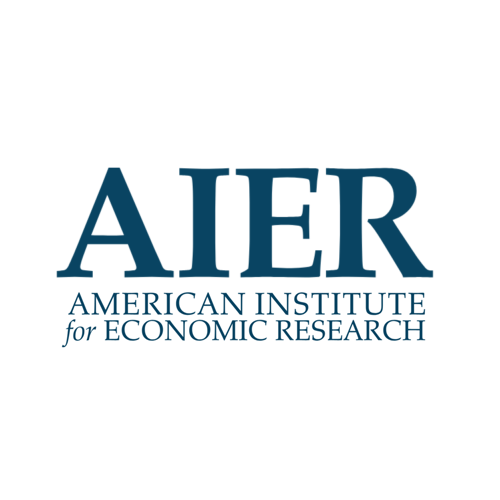 AIER
AMERICAN INSTITUTE
for ECONOMIC RESEARCH